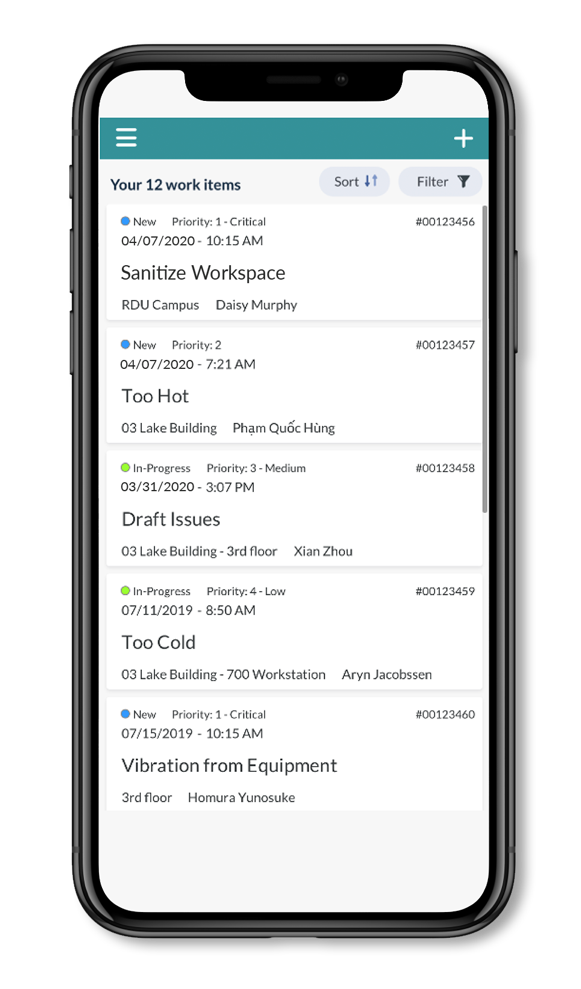 Your 12 work items Sort Filter
New Priority: 1 - Critical #00123456
04/07/2020 - 10:15 AM
Sanitize Workspace
RDU Campus Daisy Murphy
New Priority: 2 #00123457
04/07/2020 - 7:21 AM
Too Hot
03 Lake Building Phạm Quốc Hùng
In-Progress Priority: 3 - Medium #00123458
03/31/2020 - 3:07 PM
Draft Issues
03 Lake Building - 3rd floor Xian Zhou
In-Progress Priority: 4 - Low #00123459
07/11/2019 - 8:50 AM
Too Cold
03 Lake Building - 700 Workstation Aryn Jacobssen
New Priority: 1 - Critical #00123460
07/15/2019 - 10:15 AM
Vibration from Equipment
3rd floor Homura Yunosuke